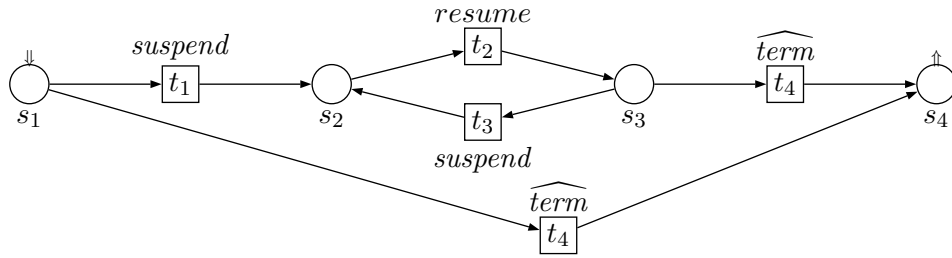 resume
suspend
term
⇓
⇑
t₂
t₁
t₄
s₁
s₂
s₃
s₄
t₃
suspend
term
t₄